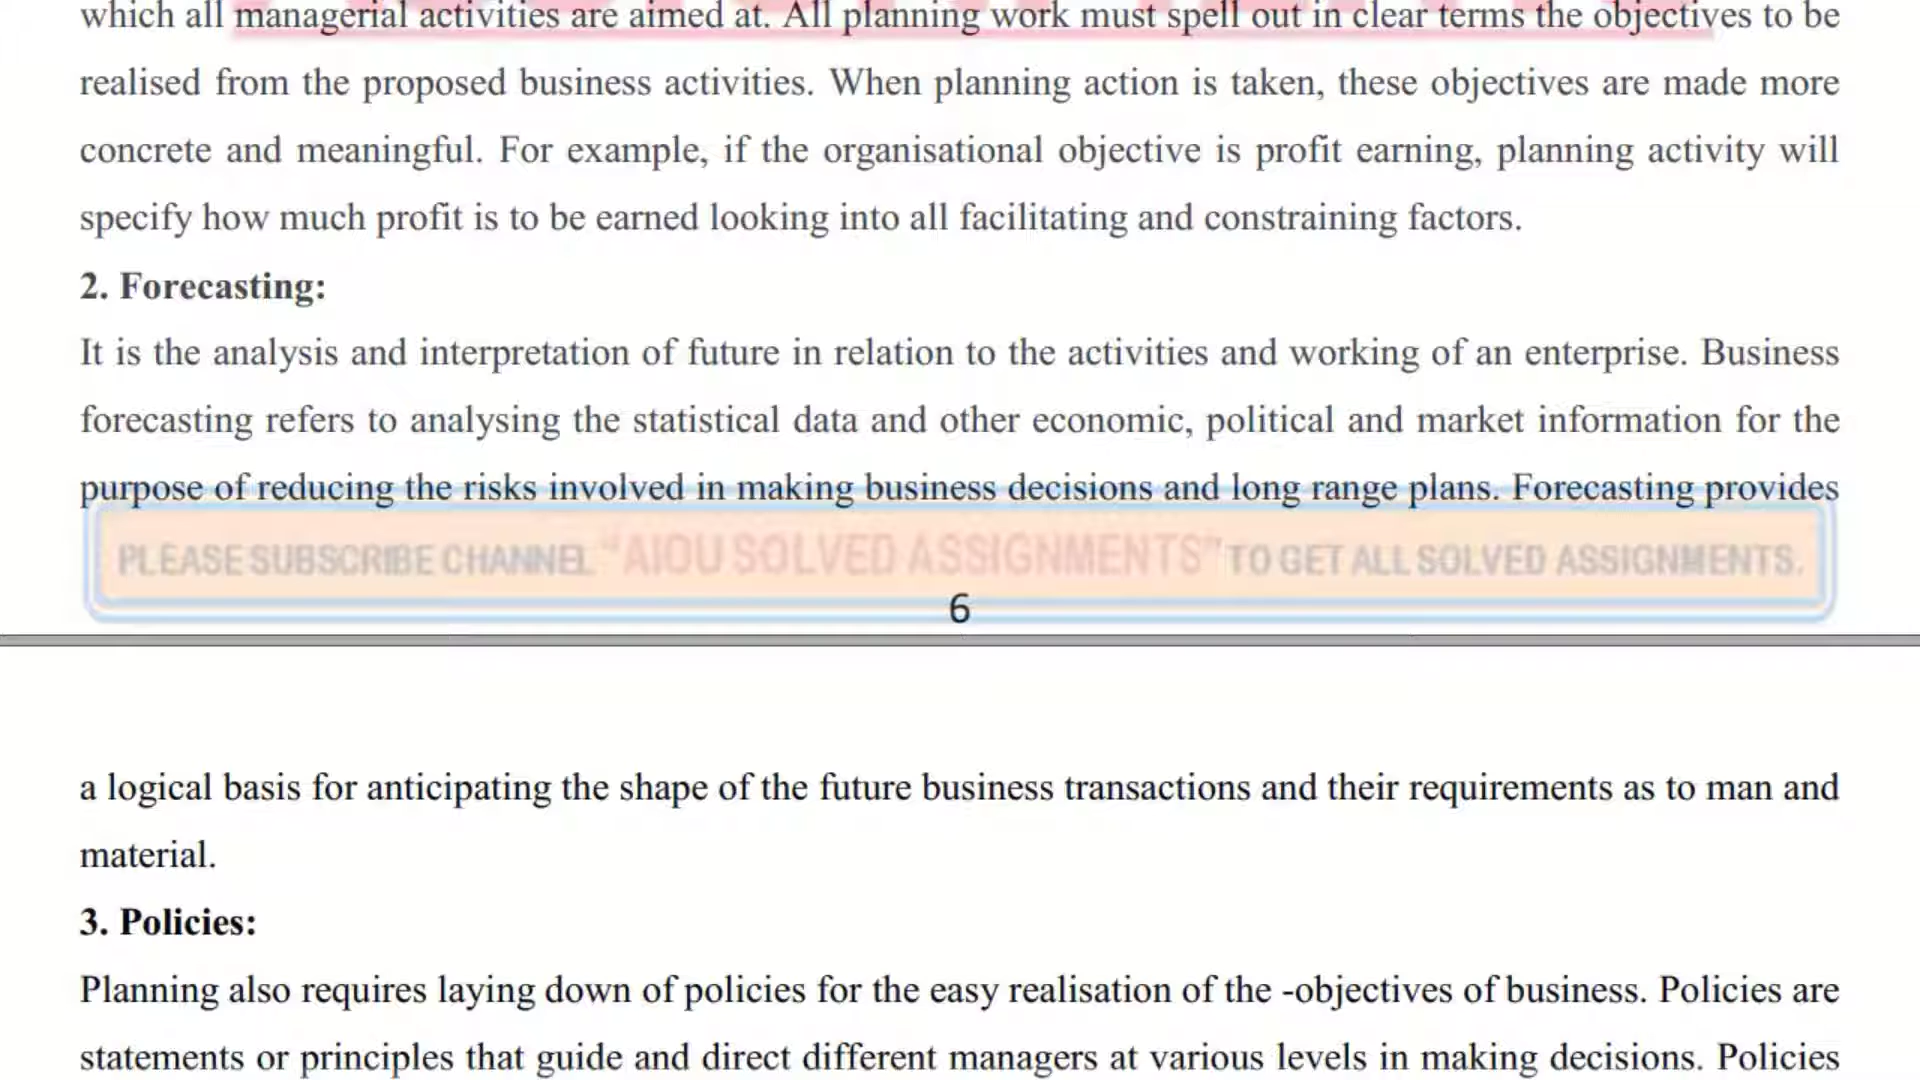 which all managerial activities are aimed at. All planning work must spell out in clear terms the objectives to be
realised from the proposed business activities. When planning action is taken, these objectives are made more
concrete and meaningful. For example, if the organisational objective is profit earning, planning activity will
specify how much profit is to be earned looking into all facilitating and constraining factors.
2. Forecasting:
It is the analysis and interpretation of future in relation to the activities and working of an enterprise. Business
forecasting refers to analysing the statistical data and other economic, political and market information for the
purpose of reducing the risks involved in making business decisions and long range plans. Forecasting provides
PLEASE SUBSCRIBE CHANNEL "AIOU SOLVED ASSIGNMENTS" TO GET ALL SOLVED ASSIGNMENTS.
6
a logical basis for anticipating the shape of the future business transactions and their requirements as to man and
material.
3. Policies:
Planning also requires laying down of policies for the easy realisation of the -objectives of business. Policies are
statements or principles that guide and direct different managers at various levels in making decisions. Policies